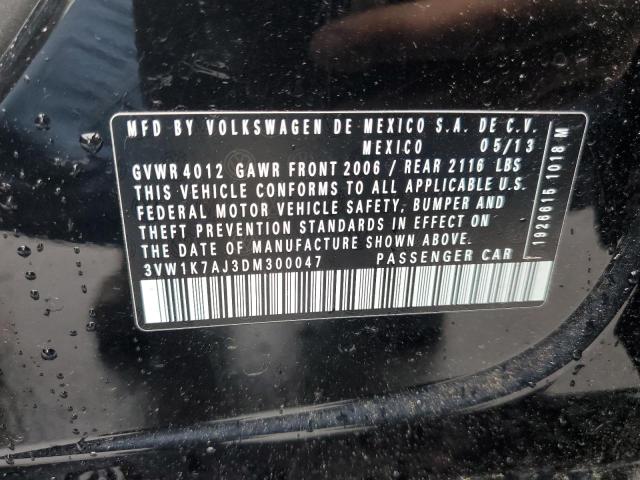 MFD BY VOLKSWAGEN DE MEXICO S.A. DE C.V.
MEXICO 05/13
GVWR 4012 GAWR FRONT 2006 / REAR 2116 LBS
THIS VEHICLE CONFORMS TO ALL APPLICABLE U.S.
FEDERAL MOTOR VEHICLE SAFETY, BUMPER AND
THEFT PREVENTION STANDARDS IN EFFECT ON
THE DATE OF MANUFACTURE SHOWN ABOVE.
3VW1K7AJ3DM300047 PASSENGER CAR
1926615 1018 M